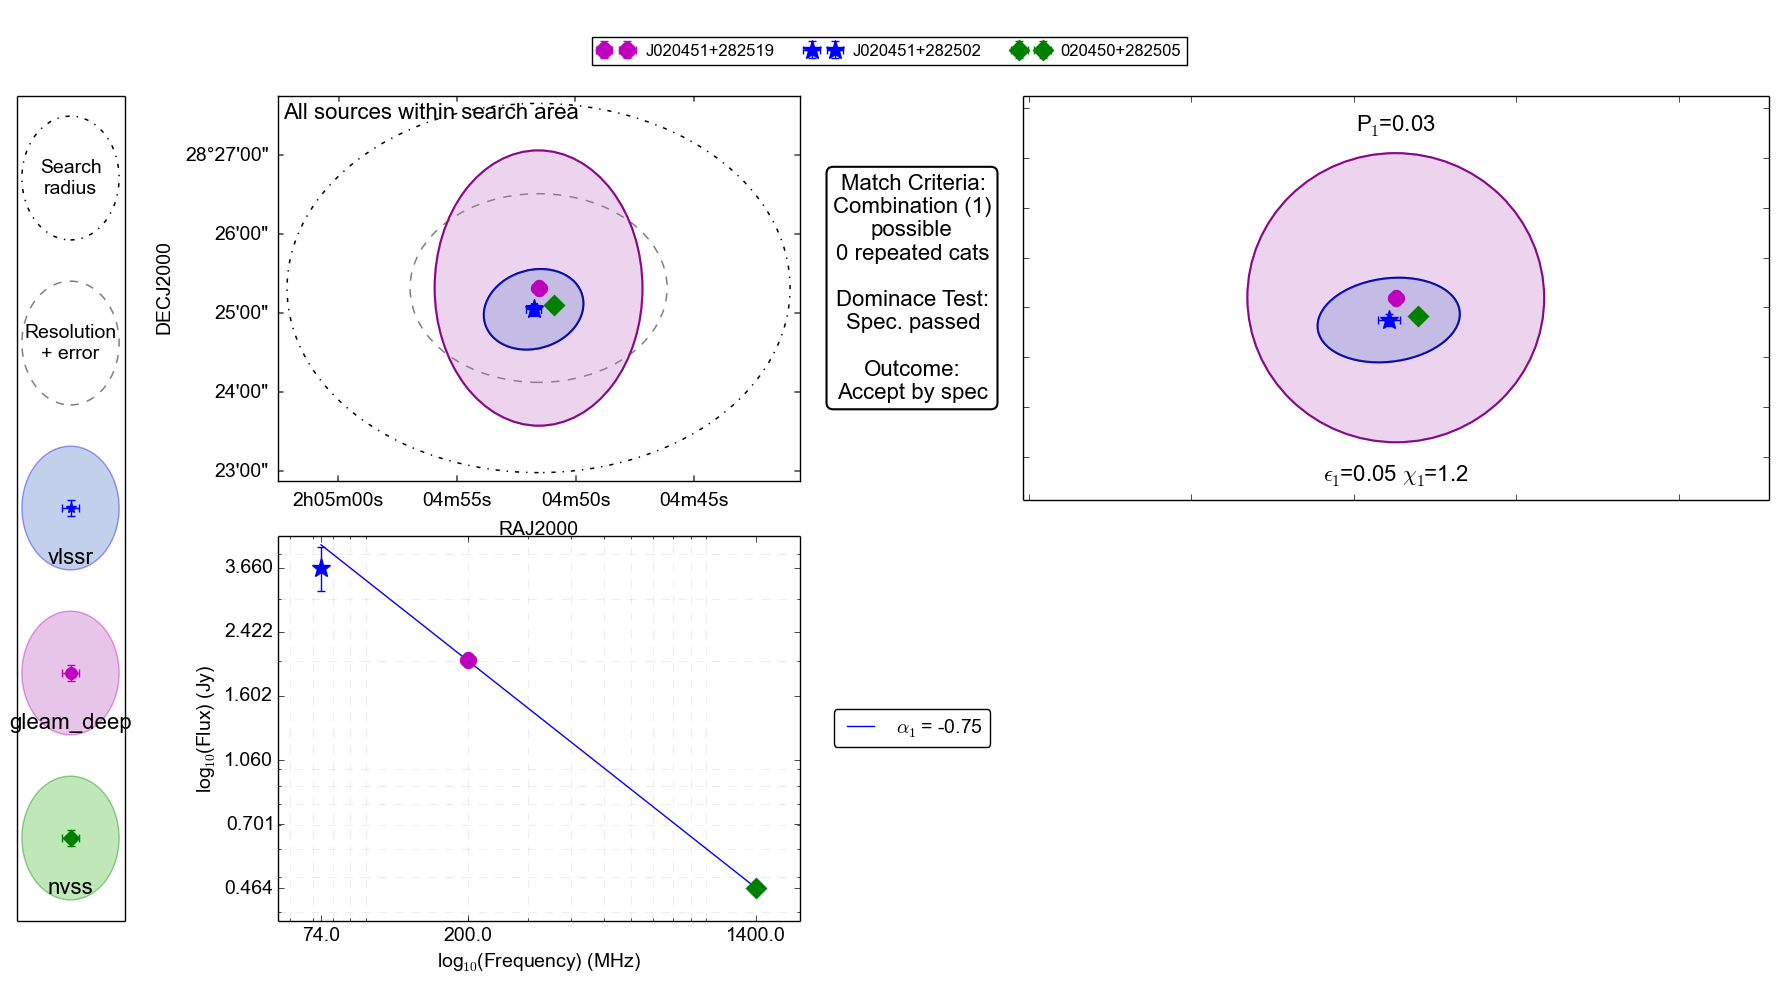 J020451+282519 J020451+282502 020450+282505
Search
radius
Resolution
+ error
vlssr
gleam_deep
nvss
All sources within search area
DECJ2000
28°27'00"
26'00"
25'00"
24'00"
23'00"
2h05m00s 04m55s 04m50s 04m45s
RAJ2000
Match Criteria:
Combination (1)
possible
0 repeated cats
Dominace Test:
Spec. passed
Outcome:
Accept by spec
P₁=0.03
ϵ₁=0.05 χ₁=1.2
log₁₀(Flux) (Jy)
3.660
2.422
1.602
1.060
0.701
0.464
74.0 200.0 1400.0
log₁₀(Frequency) (MHz)
α₁ = -0.75